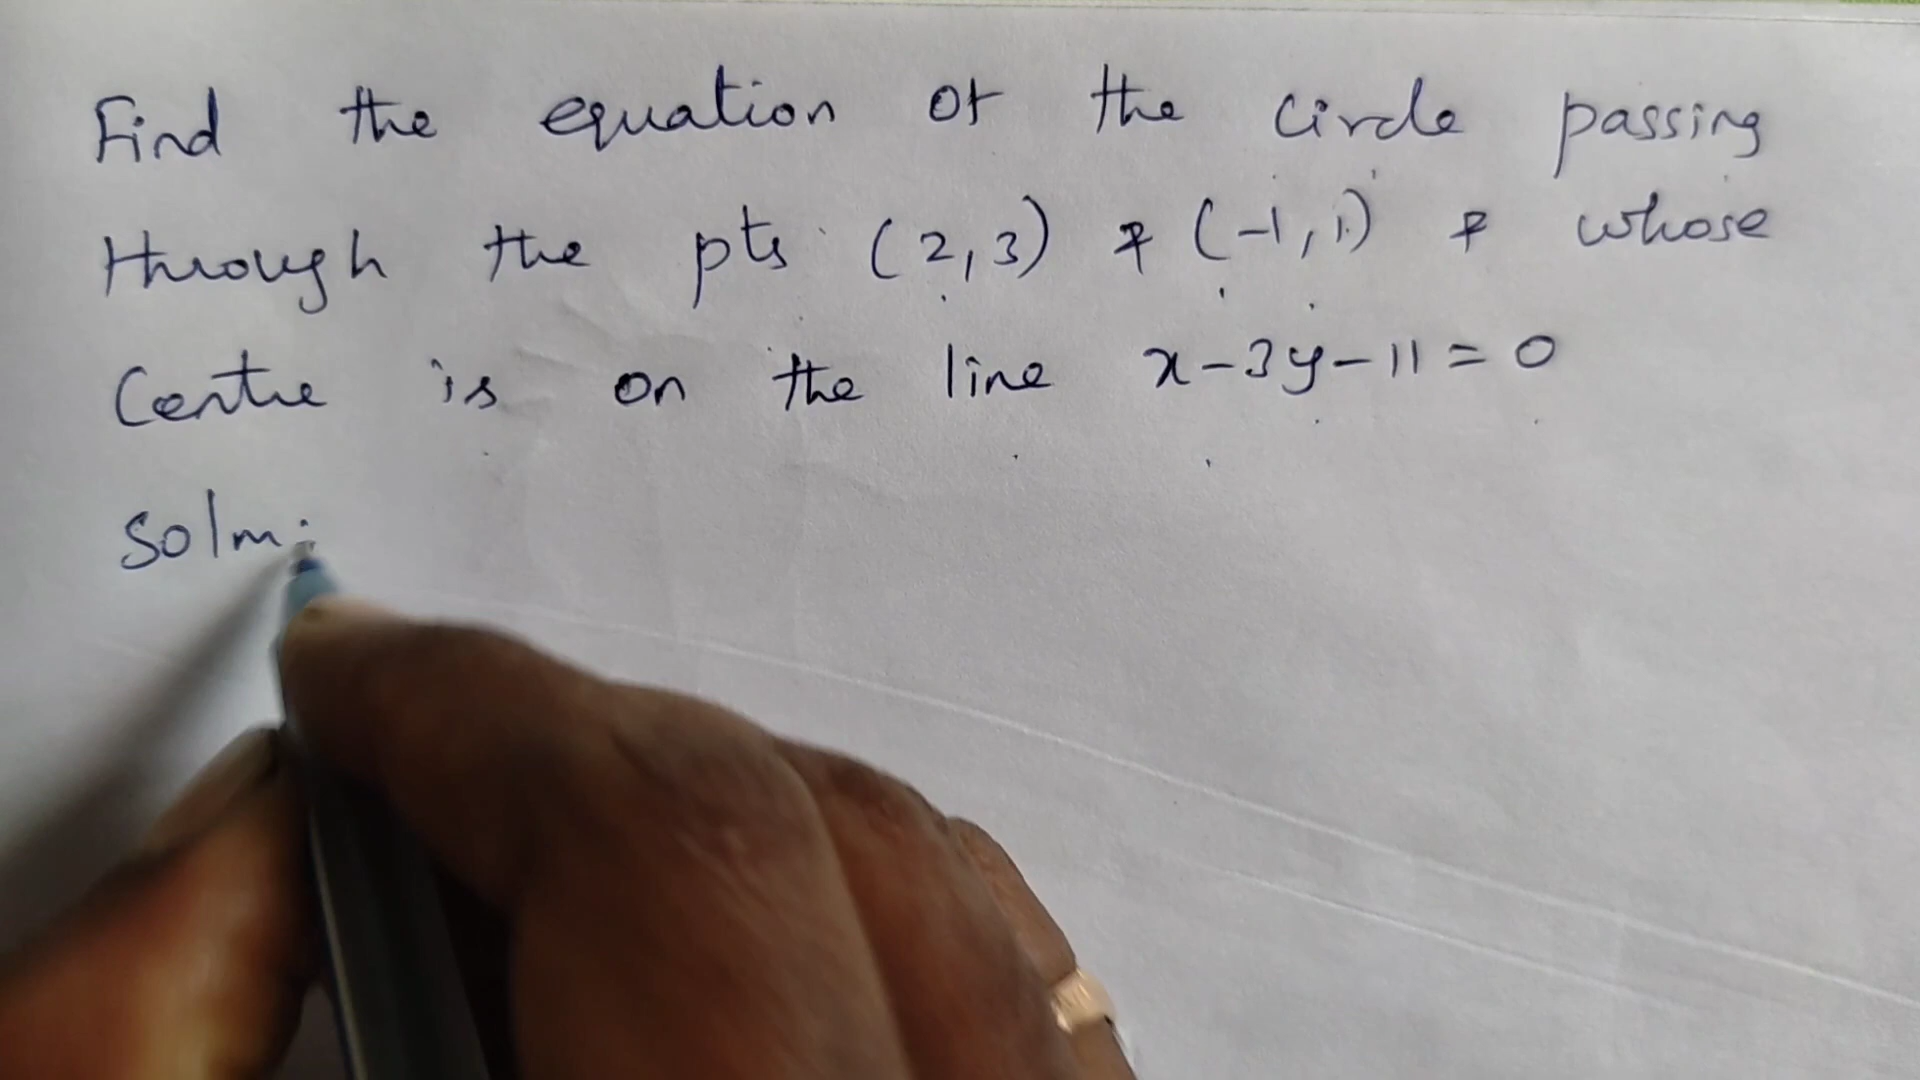 Find the equation of the circle passing
through the pts (2,3) & (-1,1) & whose
Centre is on the line x-3y-11=0
Soln: